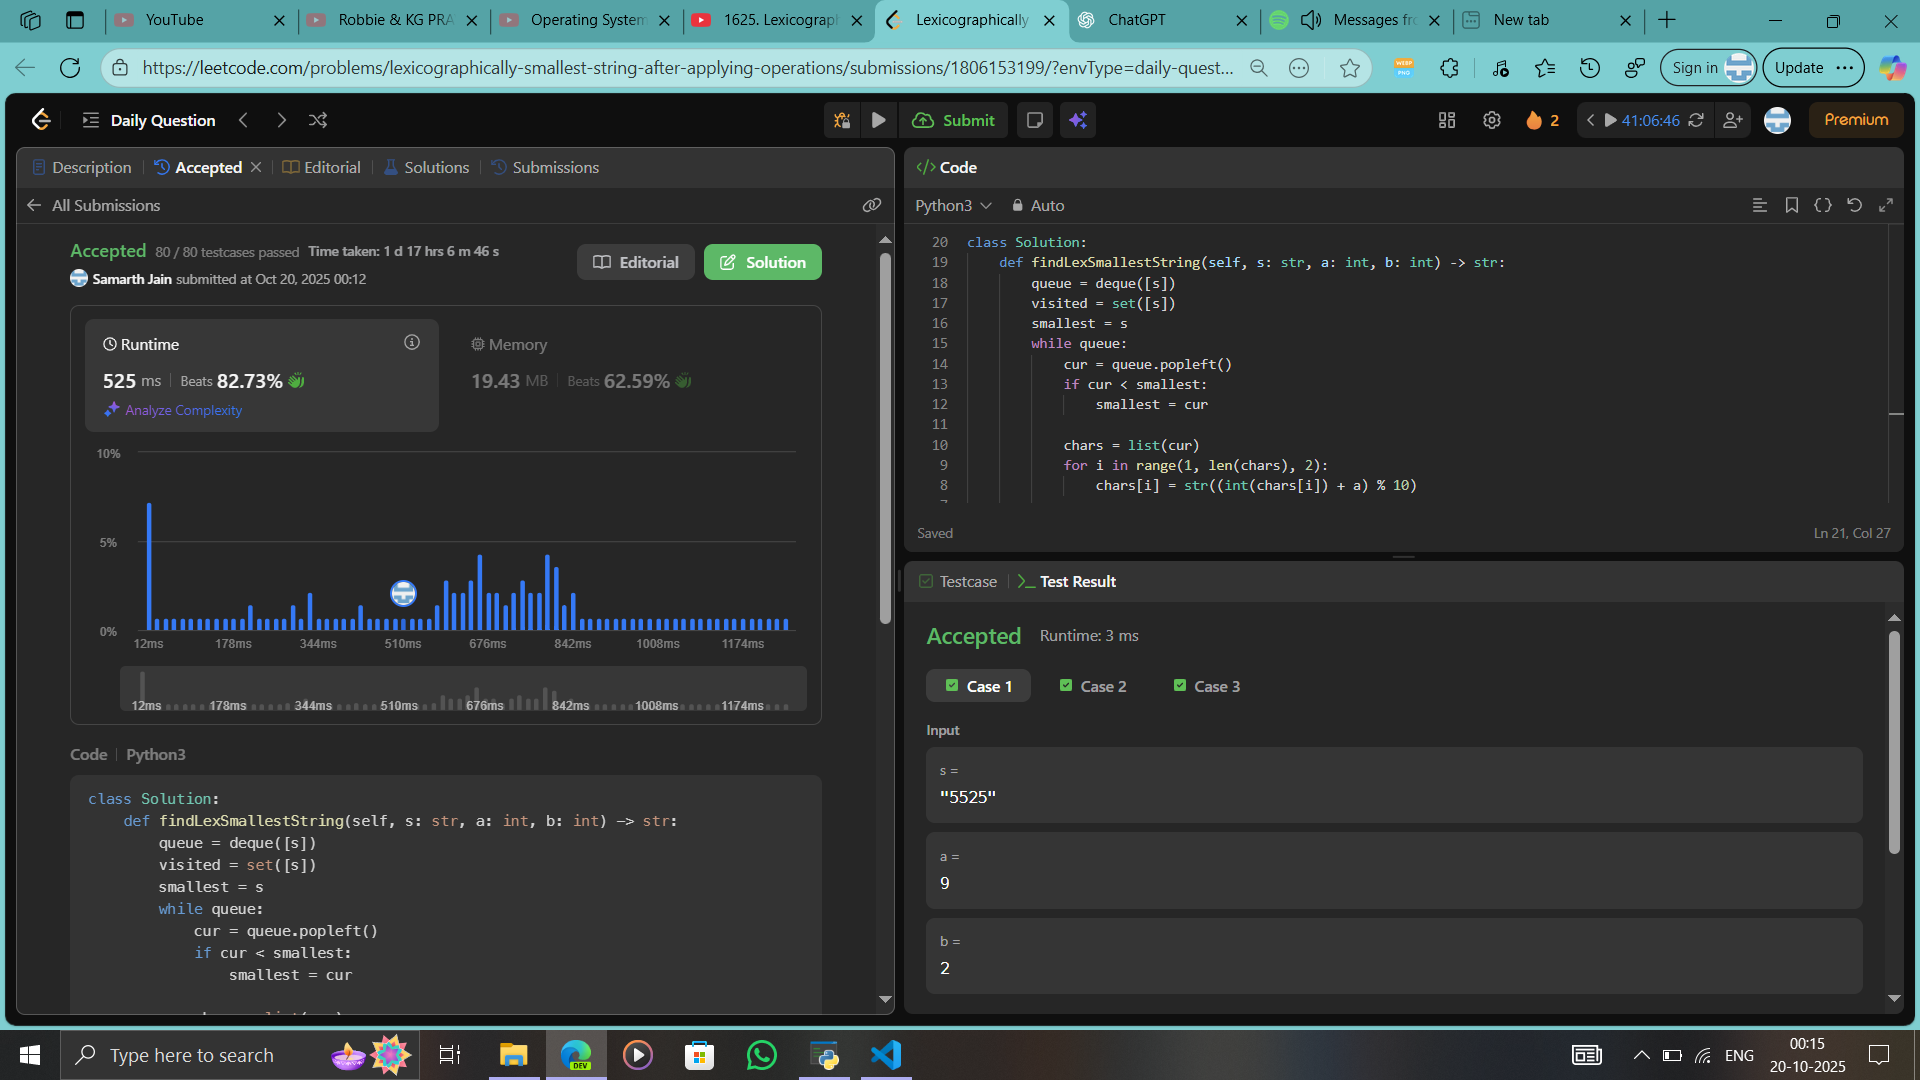 YouTube
Robbie & KG PRA
Operating System
1625. Lexicograph
Lexicographically
ChatGPT
Messages fr
New tab
https://leetcode.com/problems/lexicographically-smallest-string-after-applying-operations/submissions/1806153199/?envType=daily-quest...
WEBP
PNG
Sign in
Update
Daily Question
Submit
2
41:06:46
Premium
Description
Accepted
Editorial
Solutions
Submissions
All Submissions
Accepted 80 / 80 testcases passed Time taken: 1 d 17 hrs 6 m 46 s
Samarth Jain submitted at Oct 20, 2025 00:12
Editorial
Solution
Runtime
525 ms Beats 82.73%
Analyze Complexity
Memory
19.43 MB Beats 62.59%
10%
5%
0%
12ms 178ms 344ms 510ms 676ms 842ms 1008ms 1174ms
12ms 178ms 344ms 510ms 676ms 842ms 1008ms 1174ms
Code Python3
class Solution:
def findLexSmallestString(self, s: str, a: int, b: int) -> str:
queue = deque([s])
visited = set([s])
smallest = s
while queue:
cur = queue.popleft()
if cur < smallest:
smallest = cur
</> Code
Python3 Auto
20 class Solution:
19 def findLexSmallestString(self, s: str, a: int, b: int) -> str:
18 queue = deque([s])
17 visited = set([s])
16 smallest = s
15 while queue:
14 cur = queue.popleft()
13 if cur < smallest:
12 smallest = cur
11
10 chars = list(cur)
9 for i in range(1, len(chars), 2):
8 chars[i] = str((int(chars[i]) + a) % 10)
Saved
Ln 21, Col 27
Testcase
Test Result
Accepted Runtime: 3 ms
Case 1 Case 2 Case 3
Input
s =
"5525"
a =
9
b =
2
Type here to search
DEV
ENG
00:15
20-10-2025